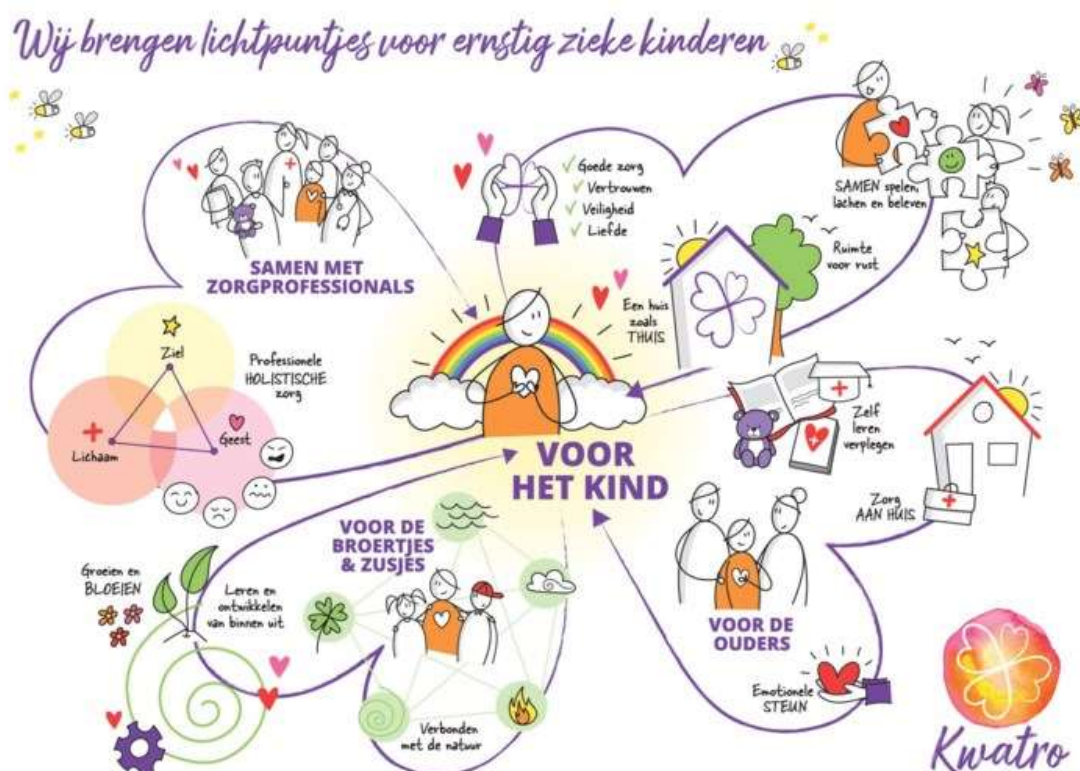 Wij brengen lichtpuntjes voor ernstig zieke kinderen
SAMEN MET
ZORGPROFESSIONALS
Goede zorg
Vertrouwen
Veiligheid
Liefde
SAMEN spelen,
lachen en beleven
Ruimte
voor rust
Een huis
zoals
THUIS
Ziel
Lichaam
Geest
Professionele
HOLISTISCHE
zorg
VOOR
HET KIND
Zelf
leren
verplegen
Zorg
AAN HUIS
VOOR DE
OUDERS
Emotionele
STEUN
VOOR DE
BROERTJES
& ZUSJES
Verbonden
met de natuur
Groeien en
BLOEIEN
Leren en
ontwikkelen
van binnen uit
Kwatro